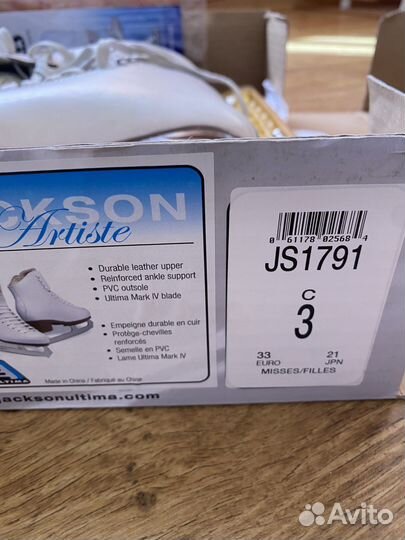 CKSON
Artiste
• Durable leather upper
• Reinforced ankle support
• PVC outsole
• Ultima Mark IV blade
• Empeigne durable en cuir
• Protège-chevilles
renforcés
• Semelle en PVC
• Lame Ultima Mark IV
ULTIMA
Made in China / Fabriqué au Chine
jacksonultima.com
0 61178 02568 4
JS1791
C
3
33 21
EURO JPN
MISSES/FILLES
Avito